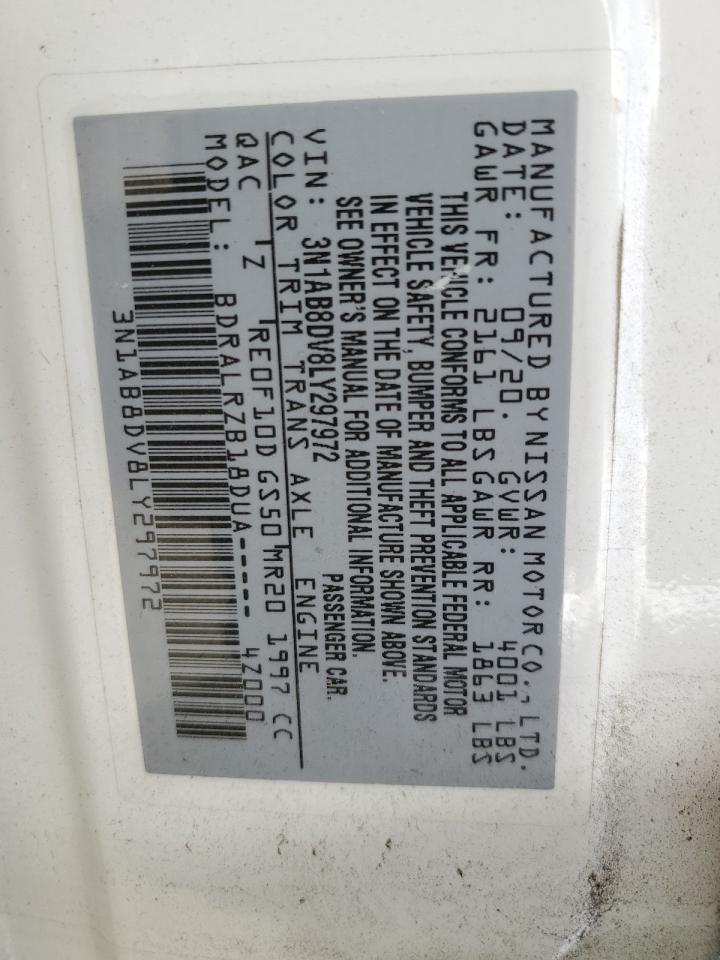 MANUFACTURED BY NISSAN MOTOR CO., LTD.
DATE: 09/20. GVWR: 4001 LBS
GAWR FR: 2161 LBS GAWR RR: 1863 LBS
THIS VEHICLE CONFORMS TO ALL APPLICABLE FEDERAL MOTOR
VEHICLE SAFETY, BUMPER AND THEFT PREVENTION STANDARDS
IN EFFECT ON THE DATE OF MANUFACTURE SHOWN ABOVE.
SEE OWNER'S MANUAL FOR ADDITIONAL INFORMATION.
VIN: 3N1AB8DV8LY297972 PASSENGER CAR.
COLOR TRIM TRANS AXLE ENGINE
QAC Z RE0F10D GS50 MR20 1997 CC
MODEL: BDRALRZB18DUA----- 4Z000
3N1AB8DV8LY297972